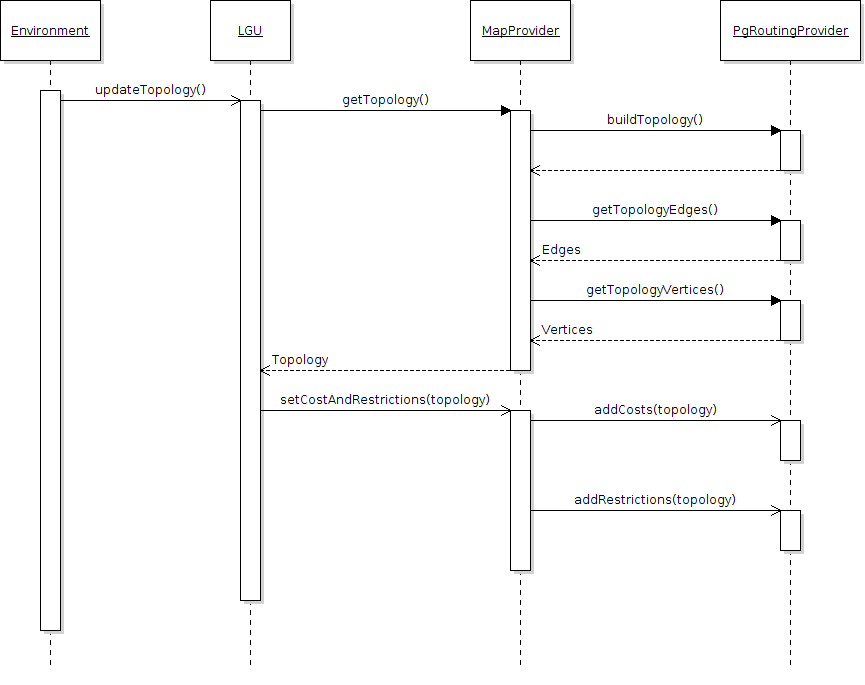 Environment
LGU
MapProvider
PgRoutingProvider
updateTopology()
getTopology()
buildTopology()
getTopologyEdges()
Edges
getTopologyVertices()
Vertices
Topology
setCostAndRestrictions(topology)
addCosts(topology)
addRestrictions(topology)